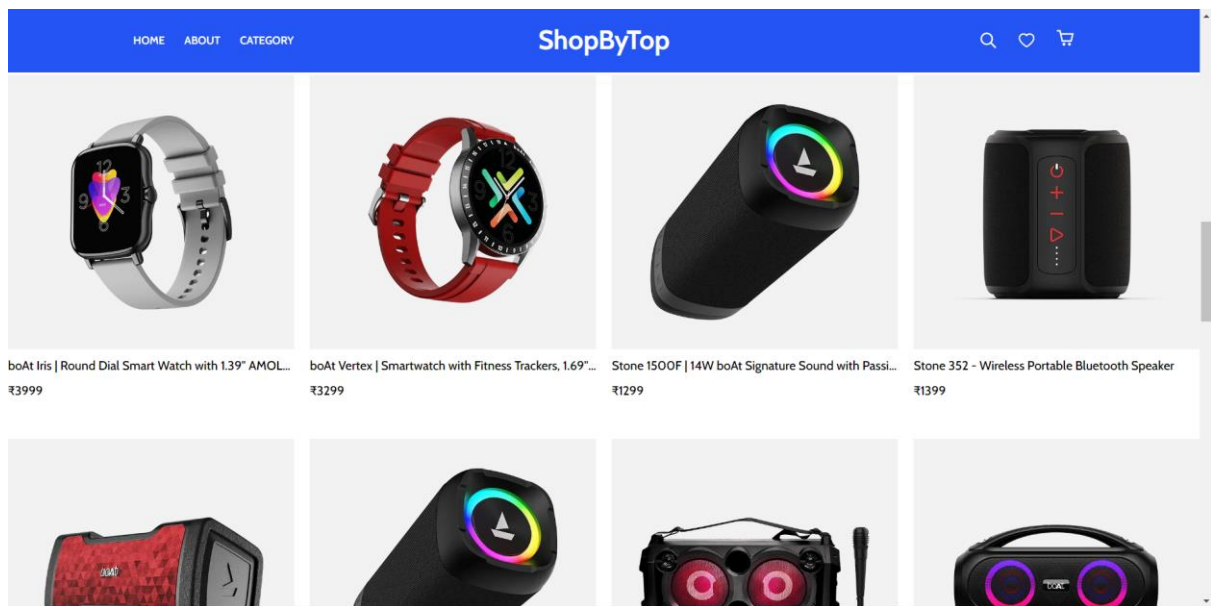 HOME ABOUT CATEGORY ShopByTop
boAt Iris | Round Dial Smart Watch with 1.39" AMOL...
₹3999
boAt Vertex | Smartwatch with Fitness Trackers, 1.69"...
₹3299
Stone 1500F | 14W boAt Signature Sound with Passi...
₹1299
Stone 352 - Wireless Portable Bluetooth Speaker
₹1399
boAt
boAt